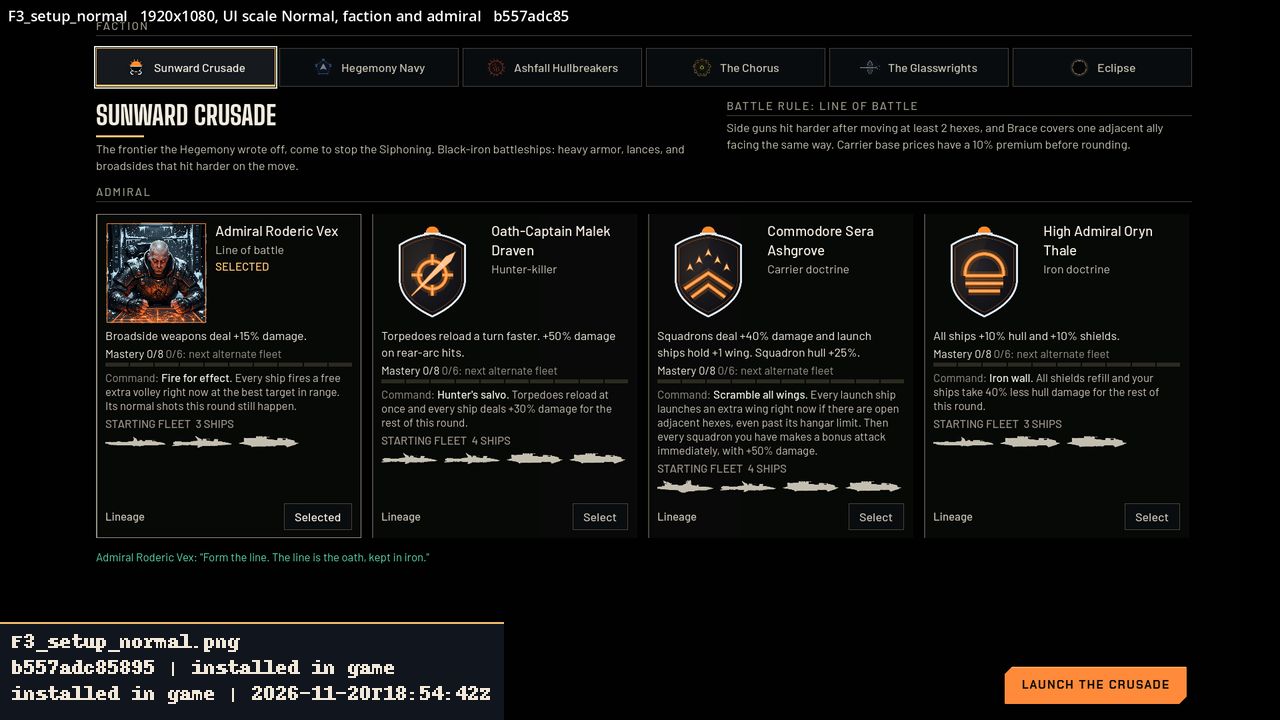 F3_setup_normal 1920x1080, UI scale Normal, faction and admiral b557adc85
FACTION
Sunward Crusade
Hegemony Navy
Ashfall Hullbreakers
The Chorus
The Glasswrights
Eclipse
SUNWARD CRUSADE
The frontier the Hegemony wrote off, come to stop the Siphoning. Black-iron battleships: heavy armor, lances, and
broadsides that hit harder on the move.
BATTLE RULE: LINE OF BATTLE
Side guns hit harder after moving at least 2 hexes, and Brace covers one adjacent ally
facing the same way. Carrier base prices have a 10% premium before rounding.
ADMIRAL
Admiral Roderic Vex
Line of battle
SELECTED
Broadside weapons deal +15% damage.
Mastery 0/8 0/6: next alternate fleet
Command: Fire for effect. Every ship fires a free
extra volley right now at the best target in range.
Its normal shots this round still happen.
STARTING FLEET 3 SHIPS
Lineage
Selected
Oath-Captain Malek
Draven
Hunter-killer
Torpedoes reload a turn faster. +50% damage
on rear-arc hits.
Mastery 0/8 0/6: next alternate fleet
Command: Hunter's salvo. Torpedoes reload at
once and every ship deals +30% damage for the
rest of this round.
STARTING FLEET 4 SHIPS
Lineage
Select
Commodore Sera
Ashgrove
Carrier doctrine
Squadrons deal +40% damage and launch
ships hold +1 wing. Squadron hull +25%.
Mastery 0/8 0/6: next alternate fleet
Command: Scramble all wings. Every launch ship
launches an extra wing right now if there are open
adjacent hexes, even past its hangar limit. Then
every squadron you have makes a bonus attack
immediately, with +50% damage.
STARTING FLEET 4 SHIPS
Lineage
Select
High Admiral Oryn
Thale
Iron doctrine
All ships +10% hull and +10% shields.
Mastery 0/8 0/6: next alternate fleet
Command: Iron wall. All shields refill and your
ships take 40% less hull damage for the rest of
this round.
STARTING FLEET 3 SHIPS
Lineage
Select
Admiral Roderic Vex: "Form the line. The line is the oath, kept in iron."
F3_setup_normal.png
b557adc85895 | installed in game
installed in game | 2026-11-20T18:54:42Z
LAUNCH THE CRUSADE